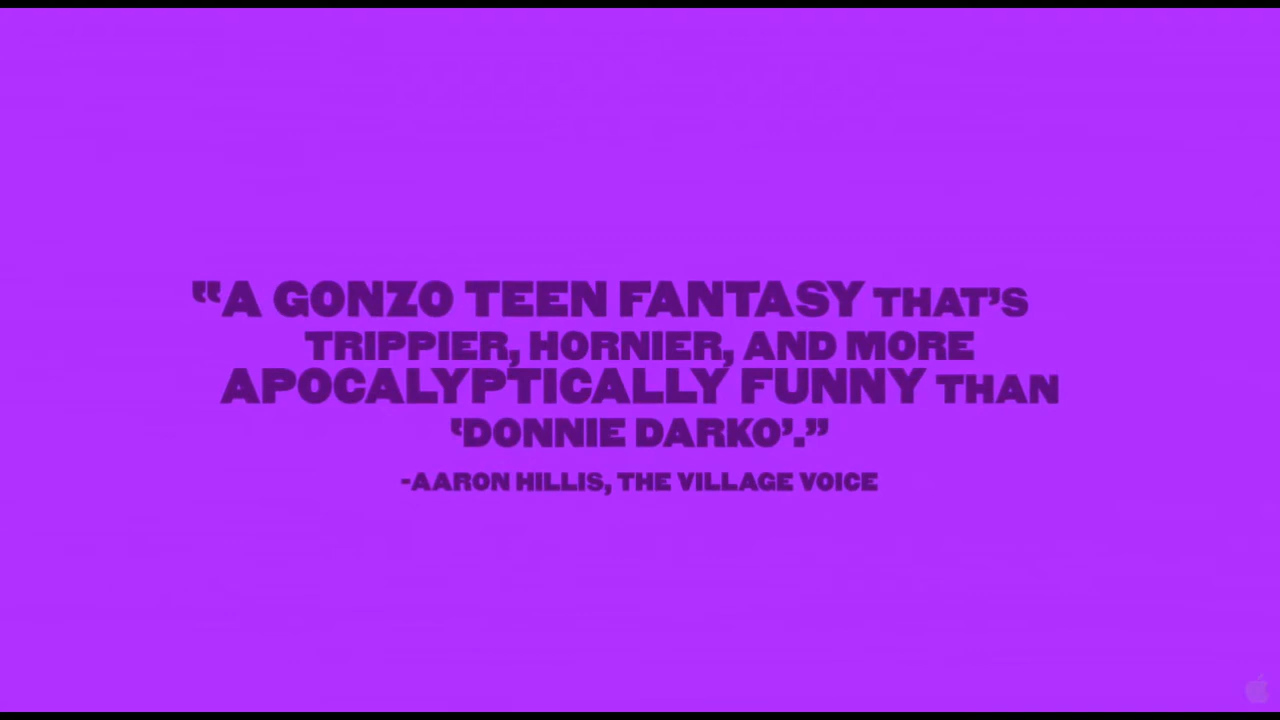 “A GONZO TEEN FANTASY THAT’S
TRIPPIER, HORNIER, AND MORE
APOCALYPTICALLY FUNNY THAN
‘DONNIE DARKO’.”
-AARON HILLIS, THE VILLAGE VOICE